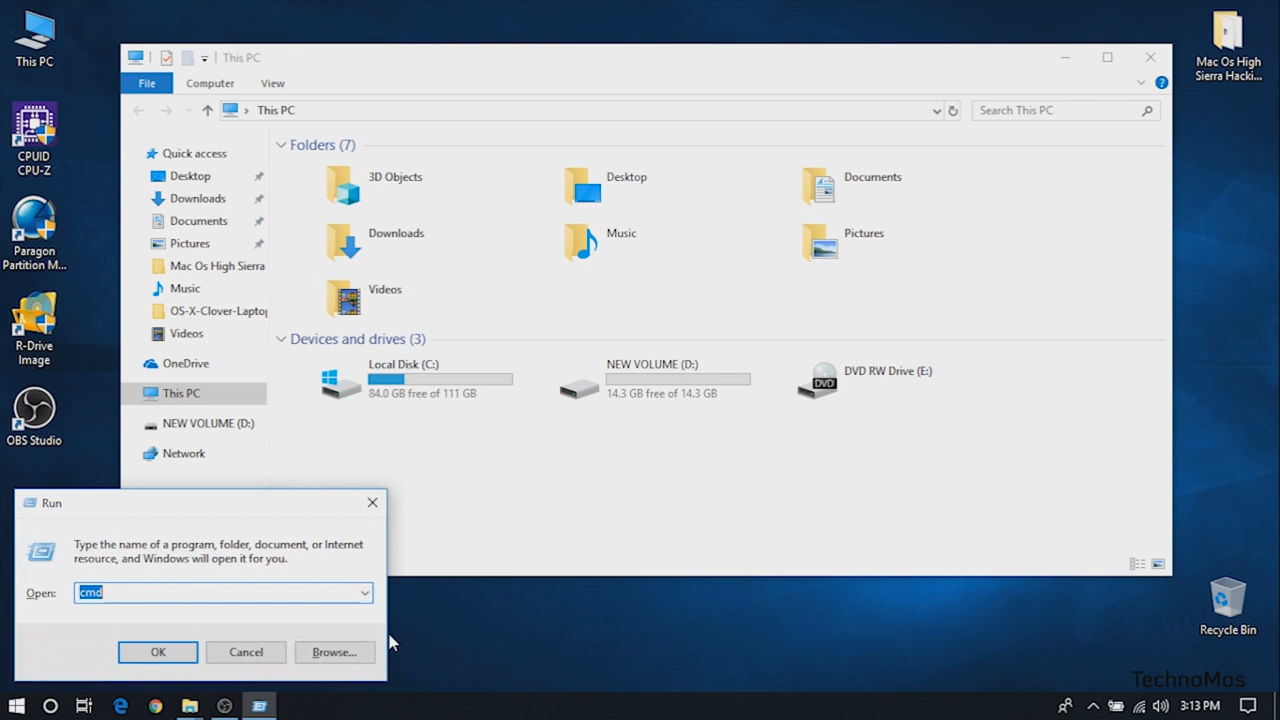 This PC
CPUID
CPU-Z
Paragon
Partition M...
R-Drive
Image
OBS Studio
Mac Os High
Sierra Hacki...
Recycle Bin
This PC
File
Computer
View
This PC
Search This PC
Quick access
Desktop
Downloads
Documents
Pictures
Mac Os High Sierra
Music
OS-X-Clover-Lapto
Videos
OneDrive
This PC
NEW VOLUME (D:)
Network
Folders (7)
3D Objects
Desktop
Documents
Downloads
Music
Pictures
Videos
Devices and drives (3)
Local Disk (C:)
84.0 GB free of 111 GB
NEW VOLUME (D:)
14.3 GB free of 14.3 GB
DVD RW Drive (E:)
DVD
Run
Type the name of a program, folder, document, or Internet
resource, and Windows will open it for you.
Open:
cmd
OK
Cancel
Browse...
TechnoMos
3:13 PM